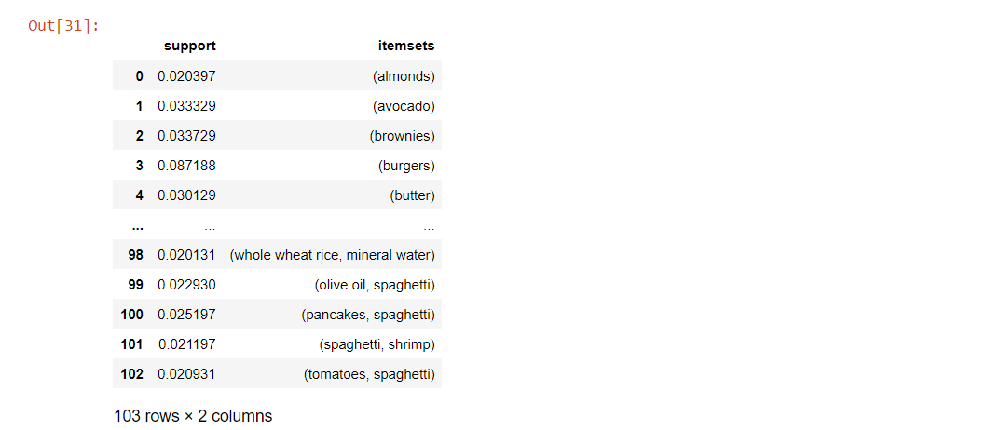 Out[31]:
support itemsets
0 0.020397 (almonds)
1 0.033329 (avocado)
2 0.033729 (brownies)
3 0.087188 (burgers)
4 0.030129 (butter)
... ... ...
98 0.020131 (whole wheat rice, mineral water)
99 0.022930 (olive oil, spaghetti)
100 0.025197 (pancakes, spaghetti)
101 0.021197 (spaghetti, shrimp)
102 0.020931 (tomatoes, spaghetti)
103 rows × 2 columns